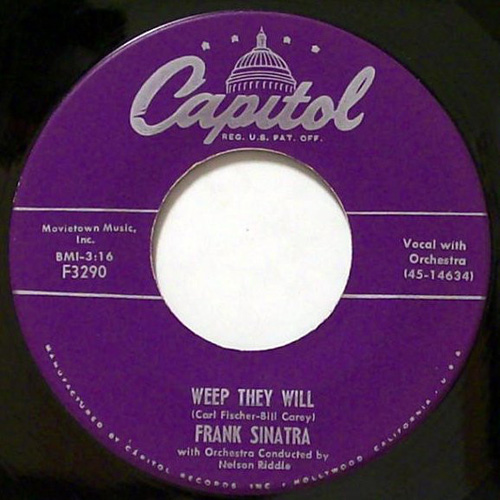 Capitol
REG. U.S. PAT. OFF.
Movietown Music,
Inc.
BMI-3:16
F3290
Vocal with
Orchestra
(45-14634)
WEEP THEY WILL
(Carl Fischer-Bill Carey)
FRANK SINATRA
with Orchestra Conducted by
Nelson Riddle
MANUFACTURED BY CAPITOL RECORDS, INC. HOLLYWOOD, CALIFORNIA, U.S.A.